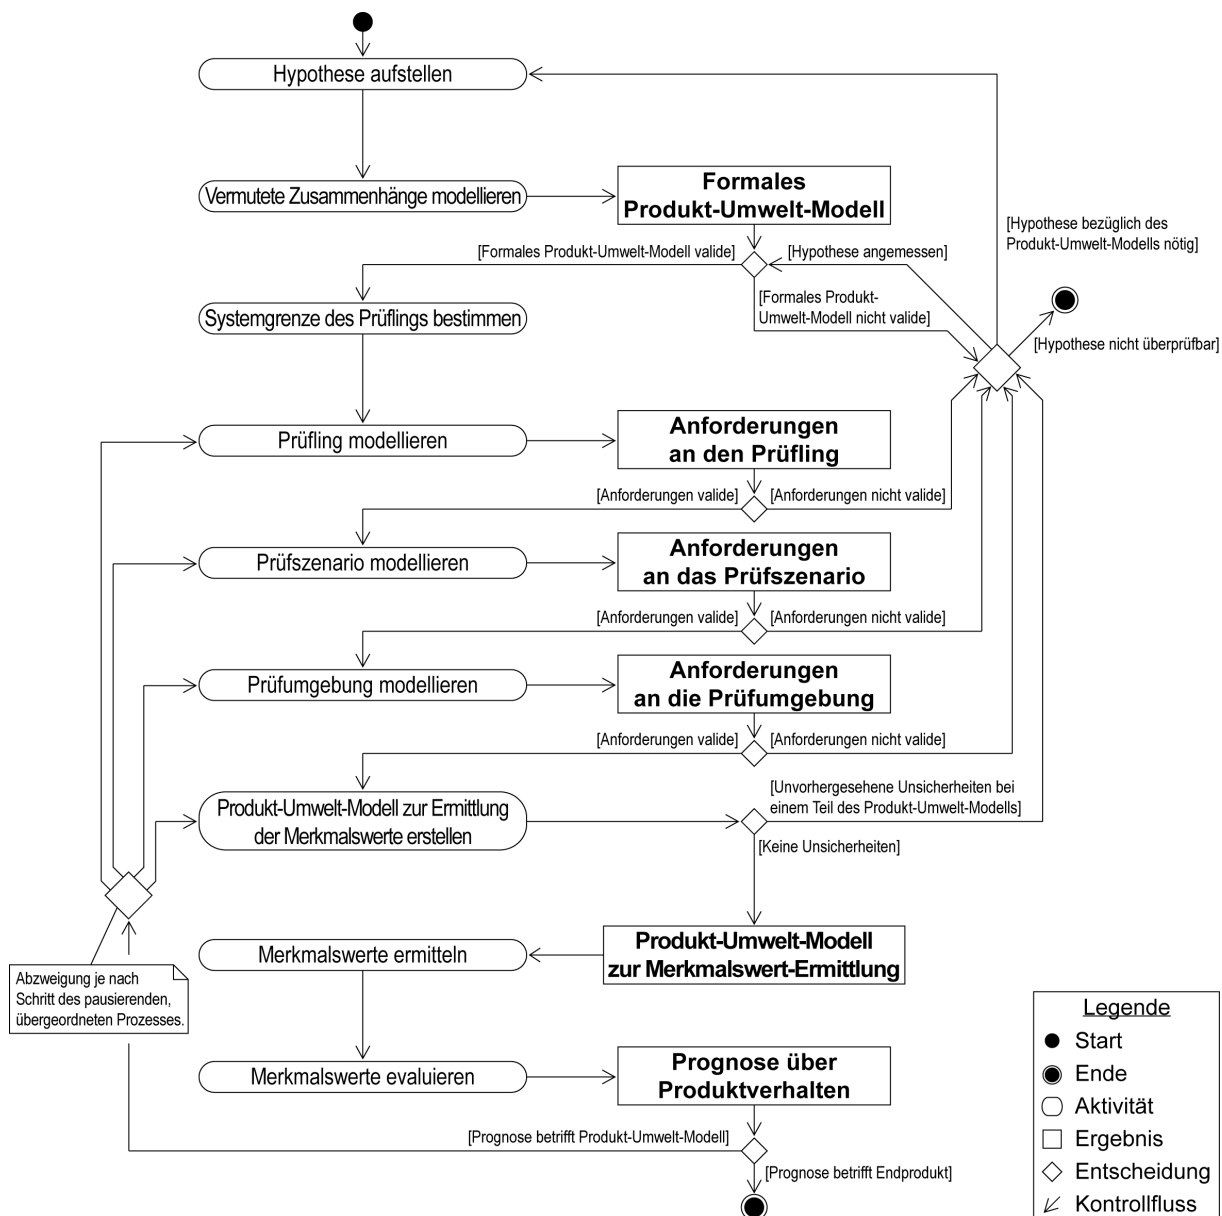 Hypothese aufstellen
Vermutete Zusammenhänge modellieren
Formales
Produkt-Umwelt-Modell
[Hypothese bezüglich des
Produkt-Umwelt-Modells nötig]
[Formales Produkt-Umwelt-Modell valide]
[Hypothese angemessen]
[Formales Produkt-
Umwelt-Modell nicht valide]
Systemgrenze des Prüflings bestimmen
[Hypothese nicht überprüfbar]
Prüfling modellieren
Anforderungen
an den Prüfling
[Anforderungen valide]
[Anforderungen nicht valide]
Prüfszenario modellieren
Anforderungen
an das Prüfszenario
[Anforderungen valide]
[Anforderungen nicht valide]
Prüfumgebung modellieren
Anforderungen
an die Prüfumgebung
[Anforderungen valide]
[Anforderungen nicht valide]
Produkt-Umwelt-Modell zur Ermittlung
der Merkmalswerte erstellen
[Unvorhergesehene Unsicherheiten bei
einem Teil des Produkt-Umwelt-Modells]
[Keine Unsicherheiten]
Merkmalswerte ermitteln
Produkt-Umwelt-Modell
zur Merkmalswert-Ermittlung
Abzweigung je nach
Schritt des pausierenden,
übergeordneten Prozesses.
Merkmalswerte evaluieren
Prognose über
Produktverhalten
[Prognose betrifft Produkt-Umwelt-Modell]
[Prognose betrifft Endprodukt]
Legende
Start
Ende
Aktivität
Ergebnis
Entscheidung
Kontrollfluss